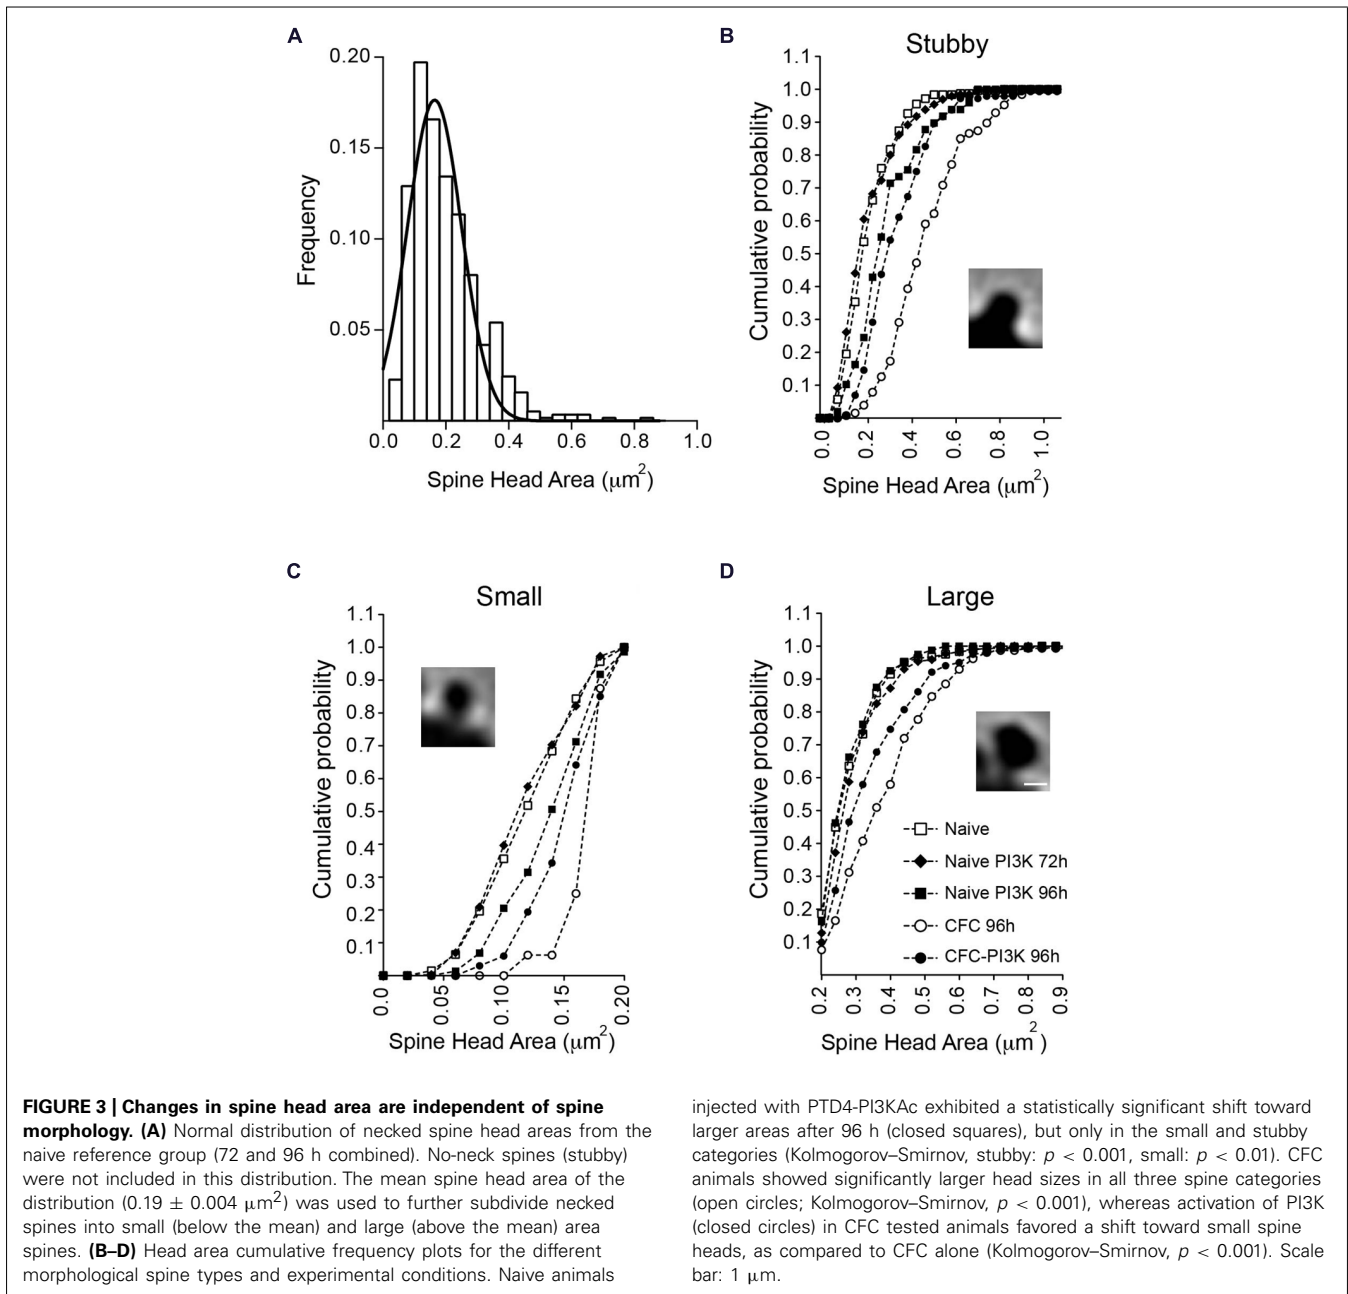 A
0.20
0.15
0.10
0.05
Frequency
0.0 0.2 0.4 0.6 0.8 1.0
Spine Head Area (μm2)
B
Stubby
1.1
1.0
0.9
0.8
0.7
0.6
0.5
0.4
0.3
0.2
0.1
Cumulative probability
0.0 0.2 0.4 0.6 0.8 1.0
Spine Head Area (μm2)
C
Small
1.1
1.0
0.9
0.8
0.7
0.6
0.5
0.4
0.3
0.2
0.1
Cumulative probability
0.0 0.05 0.10 0.15 0.20
Spine Head Area (μm2)
D
Large
1.1
1.0
0.9
0.8
0.7
0.6
0.5
0.4
0.3
0.2
0.1
Cumulative probability
Naive
Naive PI3K 72h
Naive PI3K 96h
CFC 96h
CFC-PI3K 96h
0.2 0.3 0.4 0.5 0.6 0.7 0.8 0.9
Spine Head Area (μm2)
FIGURE 3 | Changes in spine head area are independent of spine
morphology. (A) Normal distribution of necked spine head areas from the
naive reference group (72 and 96 h combined). No-neck spines (stubby)
were not included in this distribution. The mean spine head area of the
distribution (0.19 ± 0.004 μm2) was used to further subdivide necked
spines into small (below the mean) and large (above the mean) area
spines. (B–D) Head area cumulative frequency plots for the different
morphological spine types and experimental conditions. Naive animals
injected with PTD4-PI3KAc exhibited a statistically significant shift toward
larger areas after 96 h (closed squares), but only in the small and stubby
categories (Kolmogorov–Smirnov, stubby: p < 0.001, small: p < 0.01). CFC
animals showed significantly larger head sizes in all three spine categories
(open circles; Kolmogorov–Smirnov, p < 0.001), whereas activation of PI3K
(closed circles) in CFC tested animals favored a shift toward small spine
heads, as compared to CFC alone (Kolmogorov–Smirnov, p < 0.001). Scale
bar: 1 μm.